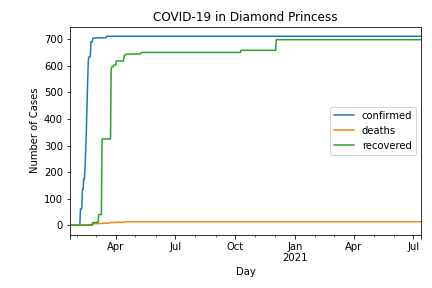 COVID-19 in Diamond Princess
Number of Cases
700
600
500
400
300
200
100
0
confirmed
deaths
recovered
Apr
Jul
Oct
Jan
2021
Apr
Jul
Day